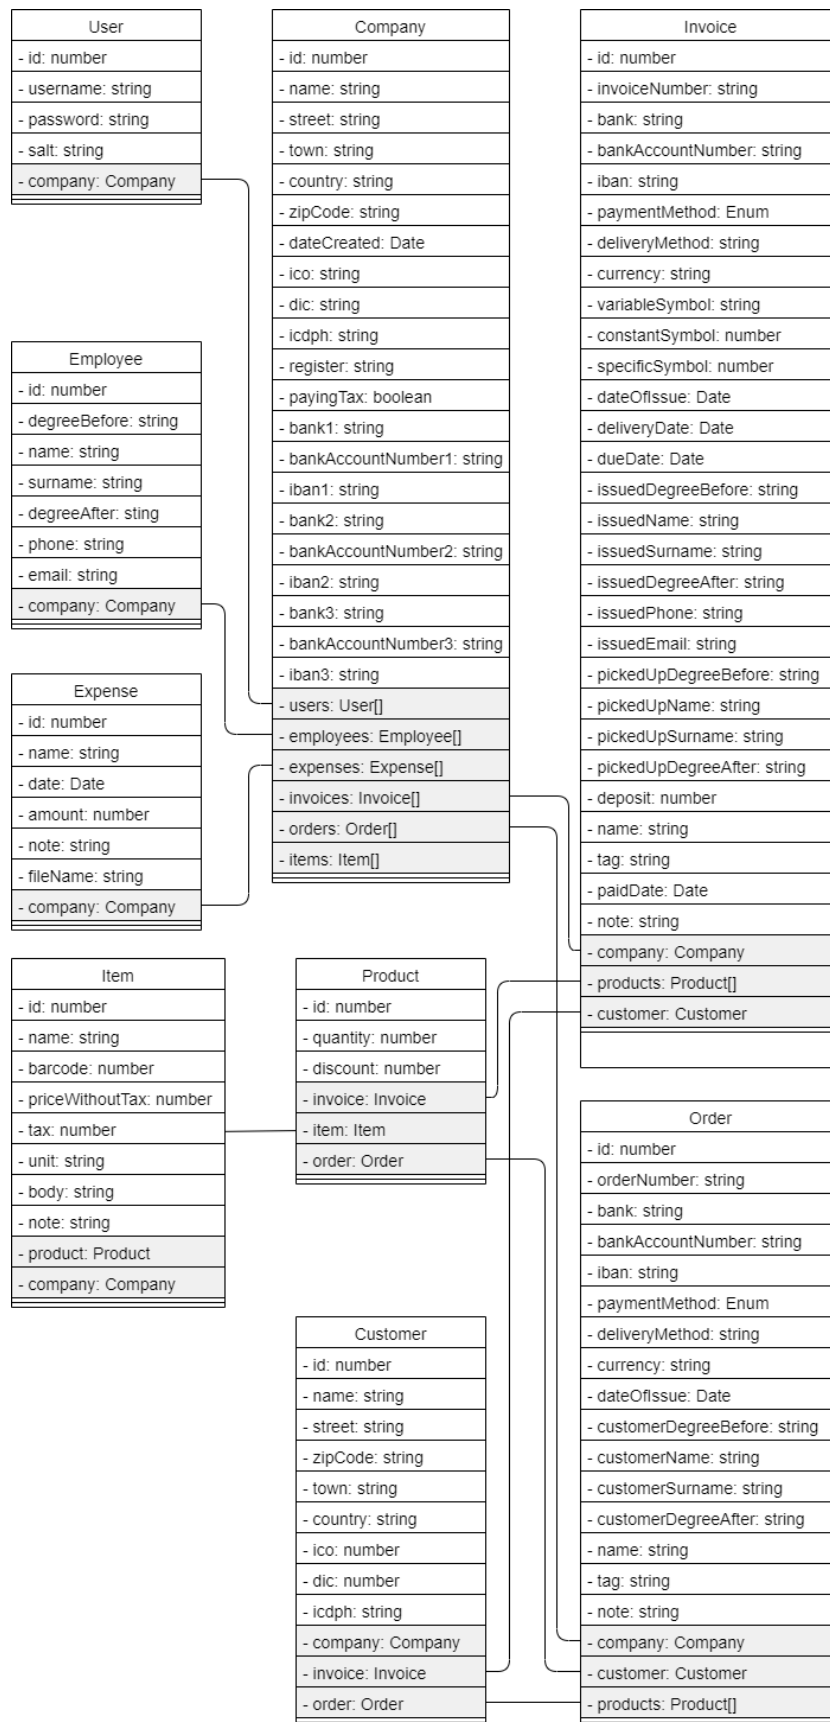 User
- id: number
- username: string
- password: string
- salt: string
- company: Company
Employee
- id: number
- degreeBefore: string
- name: string
- surname: string
- degreeAfter: sting
- phone: string
- email: string
- company: Company
Expense
- id: number
- name: string
- date: Date
- amount: number
- note: string
- fileName: string
- company: Company
Company
- id: number
- name: string
- street: string
- town: string
- country: string
- zipCode: string
- dateCreated: Date
- ico: string
- dic: string
- icdph: string
- register: string
- payingTax: boolean
- bank1: string
- bankAccountNumber1: string
- iban1: string
- bank2: string
- bankAccountNumber2: string
- iban2: string
- bank3: string
- bankAccountNumber3: string
- iban3: string
- users: User[]
- employees: Employee[]
- expenses: Expense[]
- invoices: Invoice[]
- orders: Order[]
- items: Item[]
Invoice
- id: number
- invoiceNumber: string
- bank: string
- bankAccountNumber: string
- iban: string
- paymentMethod: Enum
- deliveryMethod: string
- currency: string
- variableSymbol: string
- constantSymbol: number
- specificSymbol: number
- dateOfIssue: Date
- deliveryDate: Date
- dueDate: Date
- issuedDegreeBefore: string
- issuedName: string
- issuedSurname: string
- issuedDegreeAfter: string
- issuedPhone: string
- issuedEmail: string
- pickedUpDegreeBefore: string
- pickedUpName: string
- pickedUpSurname: string
- pickedUpDegreeAfter: string
- deposit: number
- name: string
- tag: string
- paidDate: Date
- note: string
- company: Company
- products: Product[]
- customer: Customer
Item
- id: number
- name: string
- barcode: number
- priceWithoutTax: number
- tax: number
- unit: string
- body: string
- note: string
- product: Product
- company: Company
Product
- id: number
- quantity: number
- discount: number
- invoice: Invoice
- item: Item
- order: Order
Customer
- id: number
- name: string
- street: string
- zipCode: string
- town: string
- country: string
- ico: number
- dic: number
- icdph: string
- company: Company
- invoice: Invoice
- order: Order
Order
- id: number
- orderNumber: string
- bank: string
- bankAccountNumber: string
- iban: string
- paymentMethod: Enum
- deliveryMethod: string
- currency: string
- dateOfIssue: Date
- customerDegreeBefore: string
- customerName: string
- customerSurname: string
- customerDegreeAfter: string
- name: string
- tag: string
- note: string
- company: Company
- customer: Customer
- products: Product[]